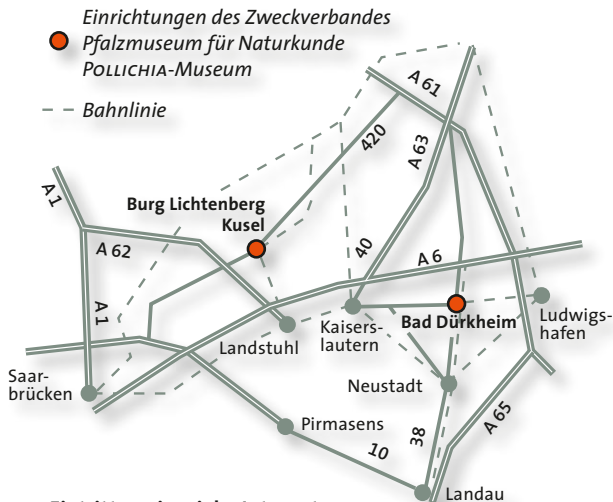 Einrichtungen des Zweckverbandes
Pfalzmuseum für Naturkunde
POLLICHIA-Museum
Bahnlinie
A 61
420
A 63
A 1
Burg Lichtenberg
Kusel
A 62
40
A 6
A 1
Kaisers-
lautern
Bad Dürkheim
Ludwigs-
hafen
Landstuhl
Saar-
brücken
Neustadt
Pirmasens
A 65
38
10
Landau